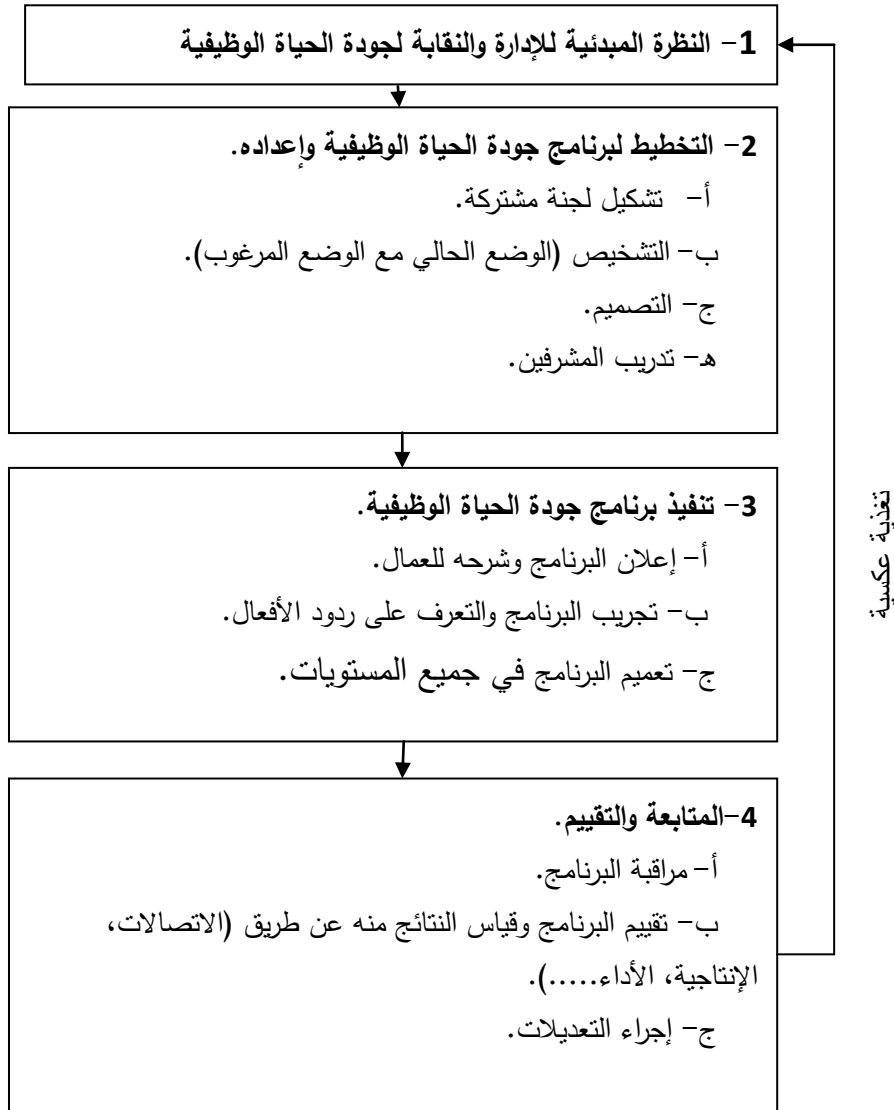 1- النظرة المبدئية للإدارة والنقابة لجودة الحياة الوظيفية
2- التخطيط لبرنامج جودة الحياة الوظيفية وإعداده.
أ- تشكيل لجنة مشتركة.
ب- التشخيص (الوضع الحالي مع الوضع المرغوب).
ج- التصميم.
هـ- تدريب المشرفين.
3- تنفيذ برنامج جودة الحياة الوظيفية.
أ- إعلان البرنامج وشرحه للعمال.
ب- تجريب البرنامج والتعرف على ردود الأفعال.
ج- تعميم البرنامج في جميع المستويات.
4-المتابعة والتقييم.
أ- مراقبة البرنامج.
ب- تقييم البرنامج وقياس النتائج منه عن طريق (الاتصالات،
الإنتاجية، الأداء.....).
ج- إجراء التعديلات.
تغذية عكسية